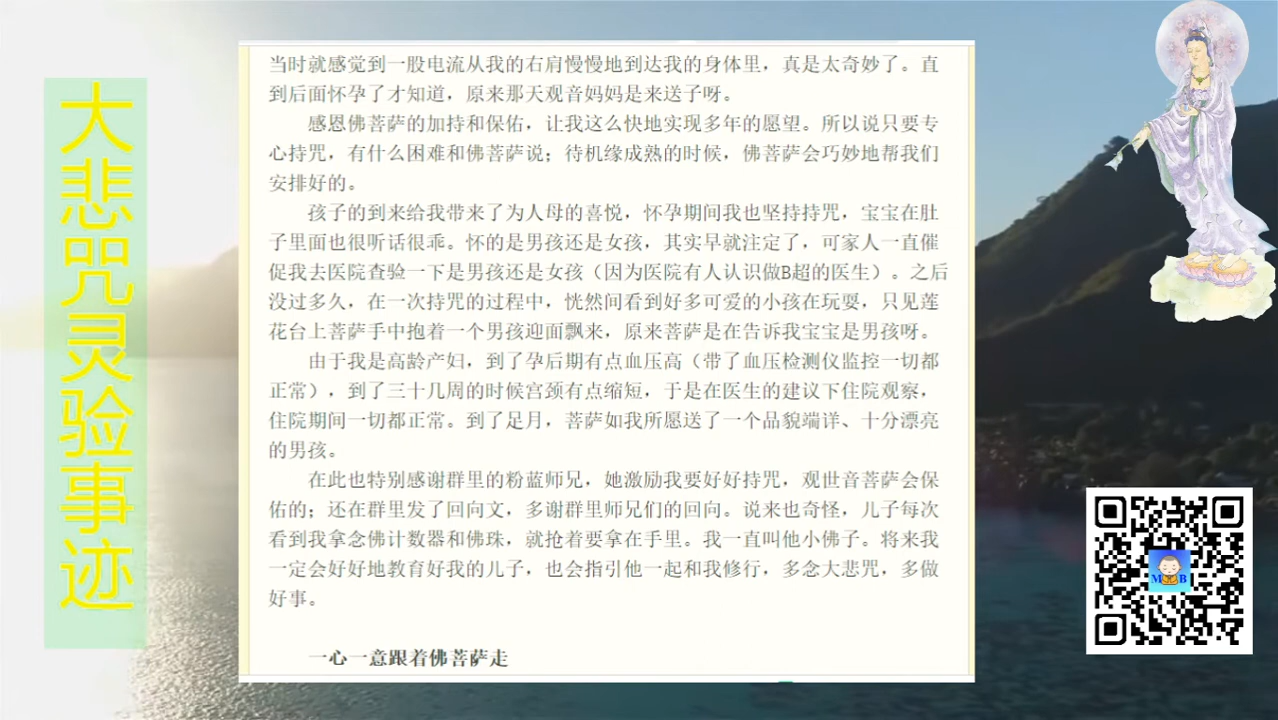 大悲咒灵验事迹
当时就感觉到一股电流从我的右肩慢慢地到达我的身体里，真是太奇妙了。直
到后面怀孕了才知道，原来那天观音妈妈是来送子呀。
感恩佛菩萨的加持和保佑，让我这么快地实现多年的愿望。所以说只要专
心持咒，有什么困难和佛菩萨说；待机缘成熟的时候，佛菩萨会巧妙地帮我们
安排好的。
孩子的到来给我带来了为人母的喜悦，怀孕期间我也坚持持咒，宝宝在肚
子里面也很听话很乖。怀的是男孩还是女孩，其实早就注定了，可家人一直催
促我去医院查验一下是男孩还是女孩（因为医院有人认识做B超的医生）。之后
没过多久，在一次持咒的过程中，恍然间看到好多可爱的小孩在玩耍，只见莲
花台上菩萨手中抱着一个男孩迎面飘来，原来菩萨是在告诉我宝宝是男孩呀。
由于我是高龄产妇，到了孕后期有点血压高（带了血压检测仪监控一切都
正常），到了三十几周的时候宫颈有点缩短，于是在医生的建议下住院观察，
住院期间一切都正常。到了足月，菩萨如我所愿送了一个品貌端详、十分漂亮
的男孩。
在此也特别感谢群里的粉蓝师兄，她激励我要好好持咒，观世音菩萨会保
佑的；还在群里发了回向文，多谢群里师兄们的回向。说来也奇怪，儿子每次
看到我拿念佛计数器和佛珠，就抢着要拿在手里。我一直叫他小佛子。将来我
一定会好好地教育好我的儿子，也会指引他一起和我修行，多念大悲咒，多做
好事。
一心一意跟着佛菩萨走
M B